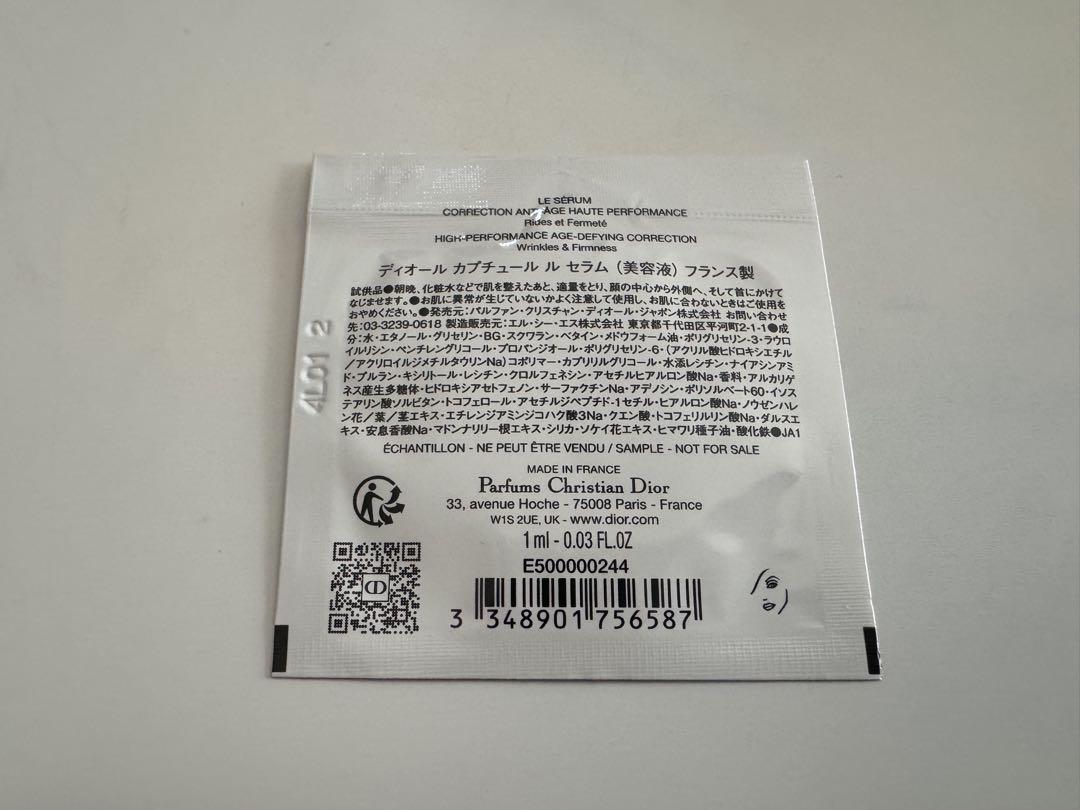 LE SÉRUM
CORRECTION ANTI-ÂGE HAUTE PERFORMANCE
Rides et Fermeté
HIGH-PERFORMANCE AGE-DEFYING CORRECTION
Wrinkles & Firmness
ディオール カプチュール ル セラム (美容液) フランス製
試供品●朝晩、化粧水などで肌を整えたあと、適量をとり、顔の中心から外側へ、そして首にかけて
なじませます。●お肌に異常が生じていないかよく注意して使用し、お肌に合わないときはご使用を
おやめください。●発売元:パルファン・クリスチャン・ディオール・ジャポン株式会社 お問い合わせ
先:03-3239-0618 製造販売元:エル・シー・エス株式会社 東京都千代田区平河町2-1-1●成
分:水・エタノール・グリセリン・BG・スクワラン・ベタイン・メドウフォーム油・ポリグリセリン-3・ラウロ
イルリシン・ペンチレングリコール・プロパンジオール・ポリグリセリン-6・(アクリル酸ヒドロキシエチル
/アクリロイルジメチルタウリンNa)コポリマー・カプリリルグリコール・水添レシチン・ナイアシンアミ
ド・プルラン・キシリトール・レシチン・クロルフェネシン・アセチルヒアルロン酸Na・香料・アルカリゲ
ネス産生多糖体・ヒドロキシアセトフェノン・サーファクチンNa・アデノシン・ポリソルベート60・イソス
テアリン酸ソルビタン・トコフェロール・アセチルジペプチド-1セチル・ヒアルロン酸Na・ノウゼンハレ
ン花/葉/茎エキス・エチレンジアミンジコハク酸3Na・クエン酸・トコフェリルリン酸Na・ダルスエ
キス・安息香酸Na・マドンナリリー根エキス・シリカ・ソケイ花エキス・ヒマワリ種子油・酸化鉄●JA1
ÉCHANTILLON - NE PEUT ÊTRE VENDU / SAMPLE - NOT FOR SALE
MADE IN FRANCE
Parfums Christian Dior
33, avenue Hoche - 75008 Paris - France
W1S 2UE, UK - www.dior.com
1 ml - 0.03 FL.OZ
E500000244
3 348901 756587
4L01 2
CD